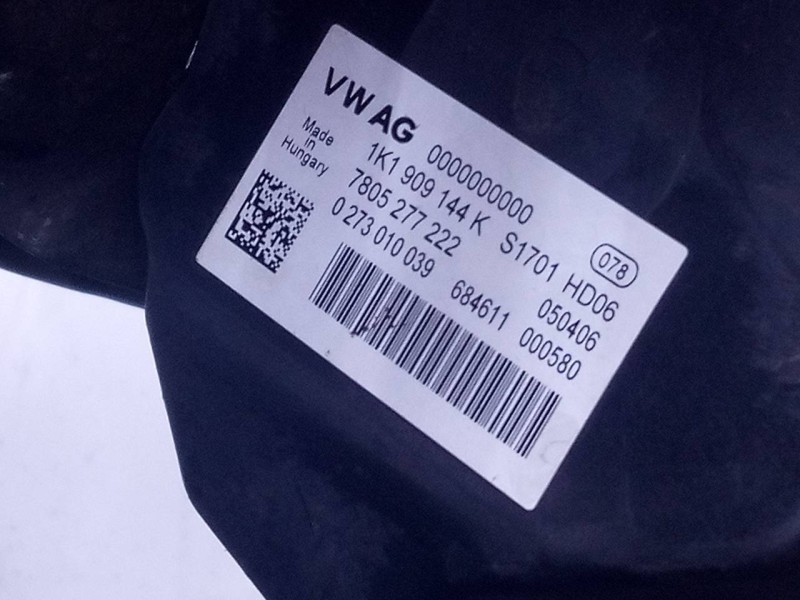 VW AG 0000000000 078
Made in Hungary
1K1 909 144 K S1701 HD06
7805 277 222 050406
0 273 010 039 684611 000580